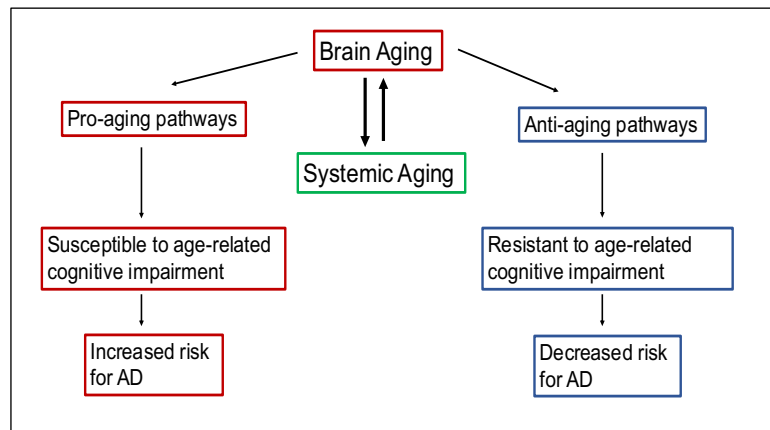 Brain Aging
Pro-aging pathways
Anti-aging pathways
Systemic Aging
Susceptible to age-related
cognitive impairment
Resistant to age-related
cognitive impairment
Increased risk
for AD
Decreased risk
for AD